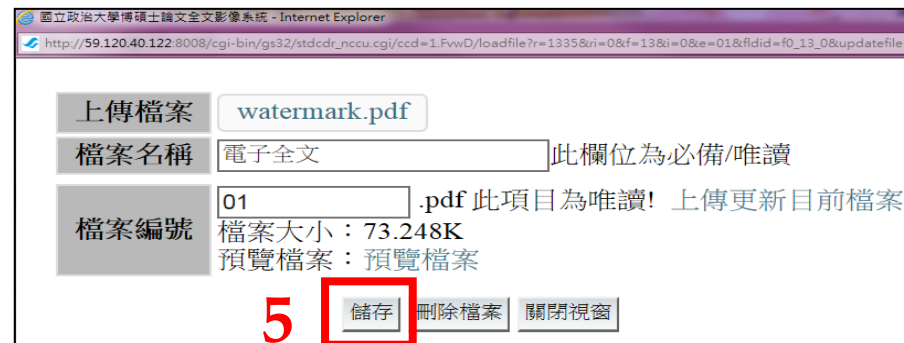 國立政治大學博碩士論文全文影像系統 - Internet Explorer
http://59.120.40.122:8008/cgi-bin/gs32/stdcdr_nccu.cgi/ccd=1.FvwD/loadfile?r=1335&ri=0&f=13&i=0&e=01&fldid=f0_13_0&updatefile
上傳檔案 watermark.pdf
檔案名稱 電子全文 此欄位為必備/唯讀
檔案編號 01 .pdf 此項目為唯讀! 上傳更新目前檔案
檔案大小：73.248K
預覽檔案：預覽檔案
5 儲存 刪除檔案 關閉視窗